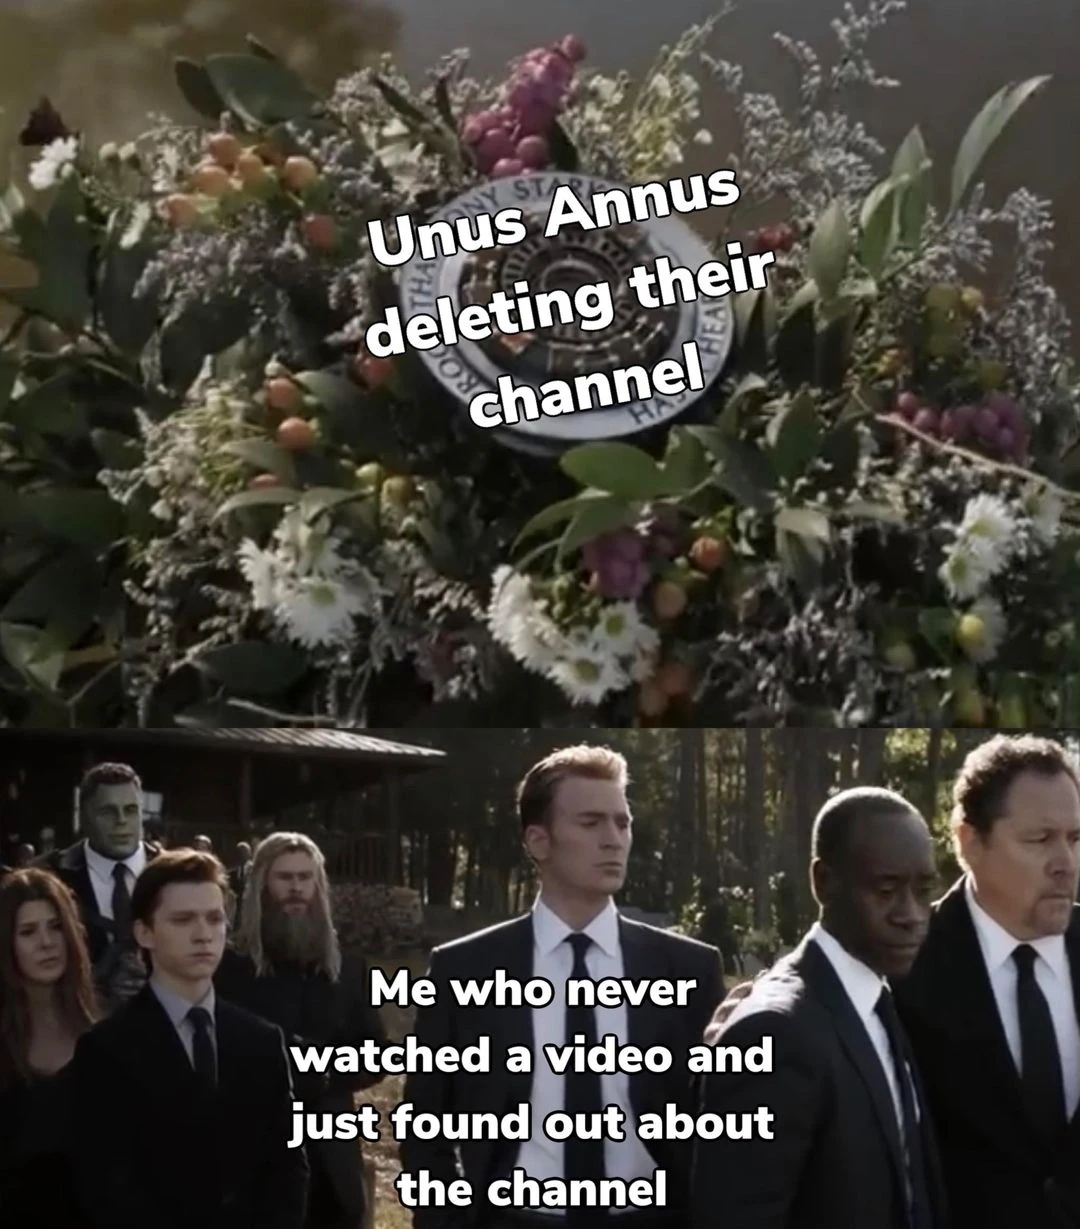 Unus Annus
deleting their
channel
Me who never
watched a video and
just found out about
the channel